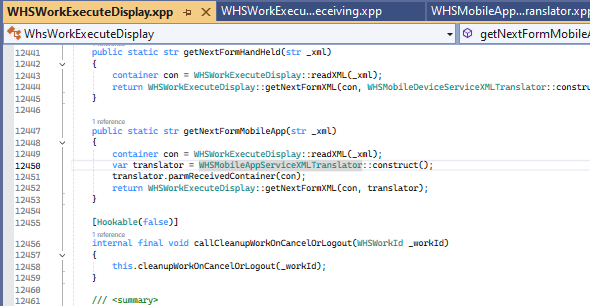 WHSWorkExecuteDisplay.xpp
WHSWorkExecu...eceiving.xpp
WHSMobileApp...ranslator.xpp
WhsWorkExecuteDisplay
getNextFormMobileA
12441 public static str getNextFormHandHeld(str _xml)
12442 {
12443 container con = WHSWorkExecuteDisplay::readXML(_xml);
12444 return WHSWorkExecuteDisplay::getNextFormXML(con, WHSMobileDeviceServiceXMLTranslator::constru
12445 }
12446
1 reference
12447 public static str getNextFormMobileApp(str _xml)
12448 {
12449 container con = WHSWorkExecuteDisplay::readXML(_xml);
12450 var translator = WHSMobileAppServiceXMLTranslator::construct();
12451 translator.parmReceivedContainer(con);
12452 return WHSWorkExecuteDisplay::getNextFormXML(con, translator);
12453 }
12454
12455 [Hookable(false)]
1 reference
12456 internal final void callCleanupWorkOnCancelOrLogout(WHSWorkId _workId)
12457 {
12458 this.cleanupWorkOnCancelOrLogout(_workId);
12459 }
12460
12461 /// <summary>